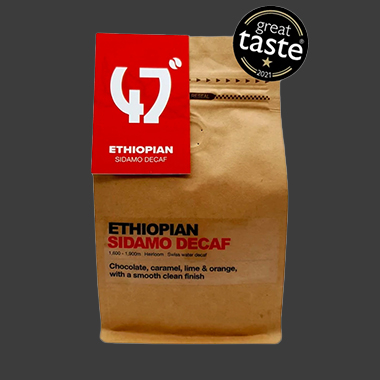 great
taste
2021
47
ETHIOPIAN
SIDAMO DECAF
ETHIOPIAN
SIDAMO DECAF
1,600 - 1,900m Heirloom Swiss water decaf
Chocolate, caramel, lime & orange,
with a smooth clean finish